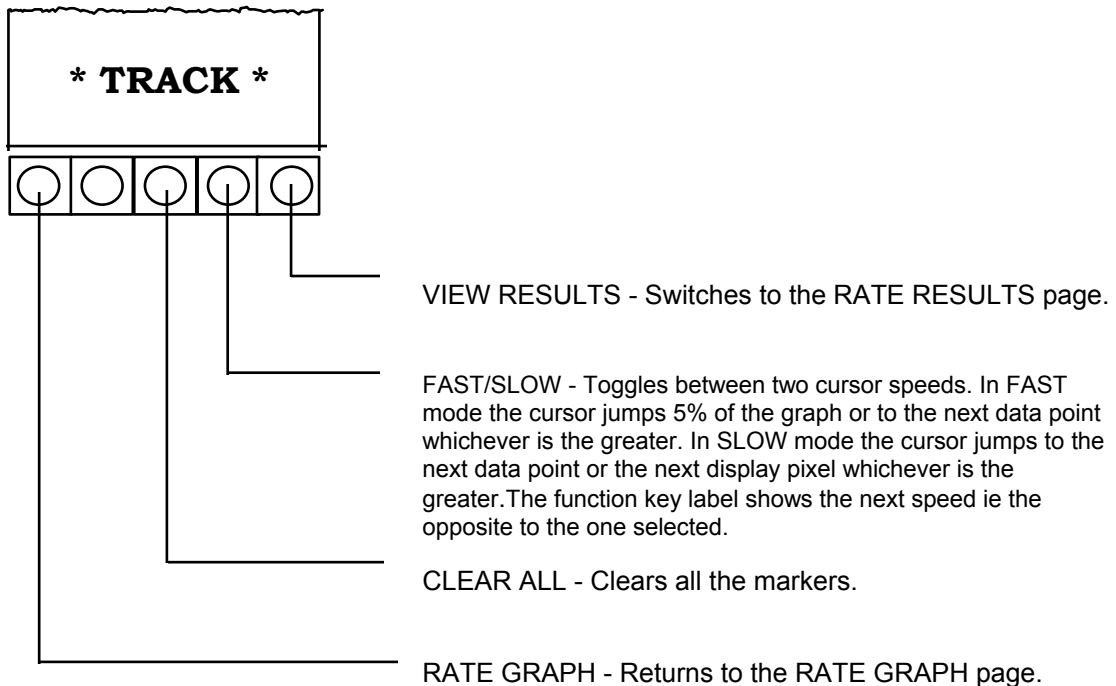 * TRACK *
VIEW RESULTS - Switches to the RATE RESULTS page.
FAST/SLOW - Toggles between two cursor speeds. In FAST
mode the cursor jumps 5% of the graph or to the next data point
whichever is the greater. In SLOW mode the cursor jumps to the
next data point or the next display pixel whichever is the
greater.The function key label shows the next speed ie the
opposite to the one selected.
CLEAR ALL - Clears all the markers.
RATE GRAPH - Returns to the RATE GRAPH page.